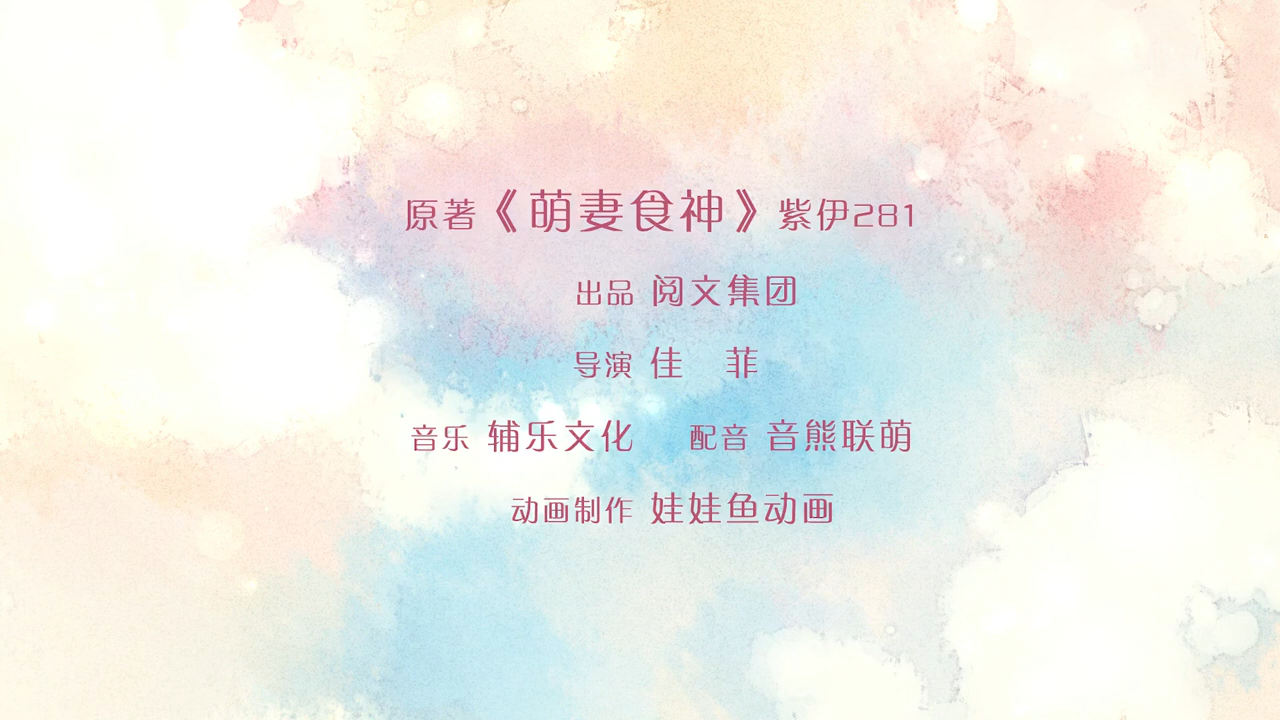 原著《萌妻食神》紫伊281
出品 阅文集团
导演 佳 菲
音乐 辅乐文化 配音 音熊联萌
动画制作 娃娃鱼动画